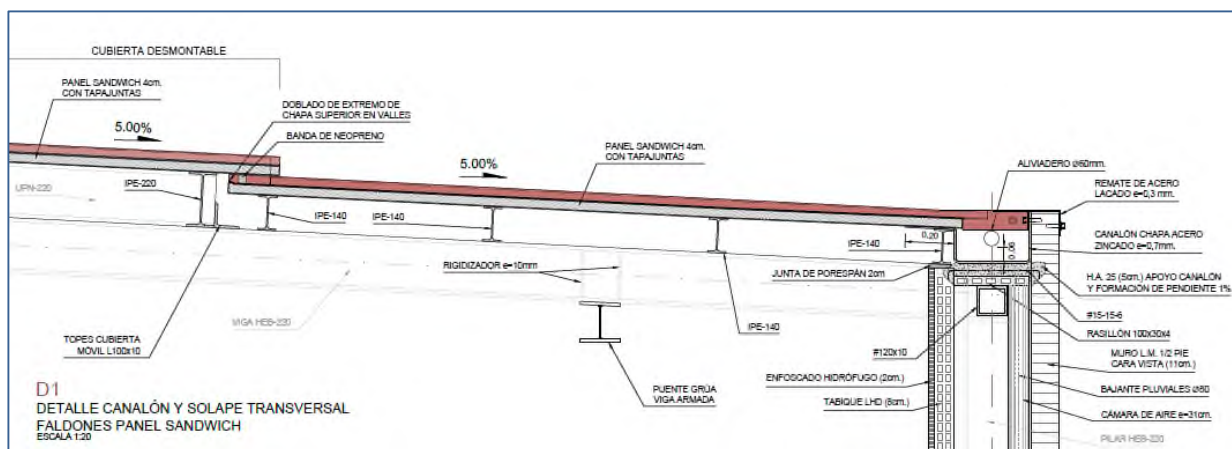 CUBIERTA DESMONTABLE
PANEL SANDWICH 4cm.
CON TAPAJUNTAS
DOBLADO DE EXTREMO DE
CHAPA SUPERIOR EN VALLES
BANDA DE NEOPRENO
5.00%
5.00%
PANEL SANDWICH 4cm.
CON TAPAJUNTAS
ALIVIADERO Ø60mm.
REMATE DE ACERO
LACADO e=0,3 mm.
UPN-220
IPE-220
IPE-140
IPE-140
IPE-140
0.20
0.08
CANALÓN CHAPA ACERO
ZINCADO e=0,7mm.
RIGIDIZADOR e=10mm
JUNTA DE PORESPÁN 2cm
H.A. 25 (5cm.) APOYO CANALÓN
Y FORMACIÓN DE PENDIENTE 1%
#15-15-6
VIGA HEB-220
IPE-140
RASILLÓN 100x30x4
TOPES CUBIERTA
MÓVIL L100x10
#120x10
MURO L.M. 1/2 PIE
CARA VISTA (11cm.)
ENFOSCADO HIDRÓFUGO (2cm.)
BAJANTE PLUVIALES Ø80
PUENTE GRÚA
VIGA ARMADA
TABIQUE LHD (8cm.)
CÁMARA DE AIRE e=31cm.
PILAR HEB-220
D1
DETALLE CANALÓN Y SOLAPE TRANSVERSAL
FALDONES PANEL SANDWICH
ESCALA 1:20